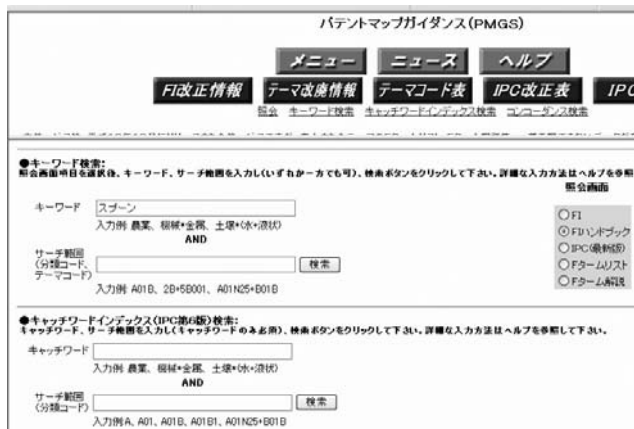 パテントマップガイダンス(PMGS)
メニュー ニュース ヘルプ
FI改正情報 テーマ改廃情報 テーマコード表 IPC改正表 IPC
照会 キーワード検索 キャッチワードインデックス検索 コンコーダンス検索
●キーワード検索:
照会画面項目を選択後、キーワード、サーチ範囲を入力し(いずれか一方でも可)、検索ボタンをクリックして下さい。詳細な入力方法はヘルプを参照
照会画面
キーワード スプーン
入力例 農業、機械*金属、土壌*(水+液状)
AND
サーチ範囲
(分類コード、
テーマコード)
検索
入力例 A01B、2B+5B001、A01N25+B01B
○FI
◎FIハンドブック
○IPC(最新版)
○Fタームリスト
○Fターム解説
●キャッチワードインデックス(IPC第6版)検索:
キャッチワード、サーチ範囲を入力し(キャッチワードのみ必須)、検索ボタンをクリックして下さい。詳細な入力方法はヘルプを参照して下さい。
キャッチワード
入力例 農業、機械*金属、土壌*(水+液状)
AND
サーチ範囲
(分類コード)
検索
入力例 A、A01、A01B、A01B1、A01N25+B01B